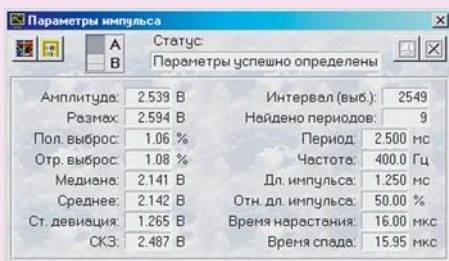 Параметры импульса
A
B
Статус:
Параметры успешно определены
Амплитуда: 2.539 В
Размах: 2.594 В
Пол. выброс: 1.06 %
Отр. выброс: 1.08 %
Медиана: 2.141 В
Среднее: 2.142 В
Ст. девиация: 1.265 В
СКЗ: 2.487 В
Интервал (выб.): 2549
Найдено периодов: 9
Период: 2.500 мс
Частота: 400.0 Гц
Дл. импульса: 1.250 мс
Отн. дл. импульса: 50.00 %
Время нарастания: 16.00 мкс
Время спада: 15.95 мкс